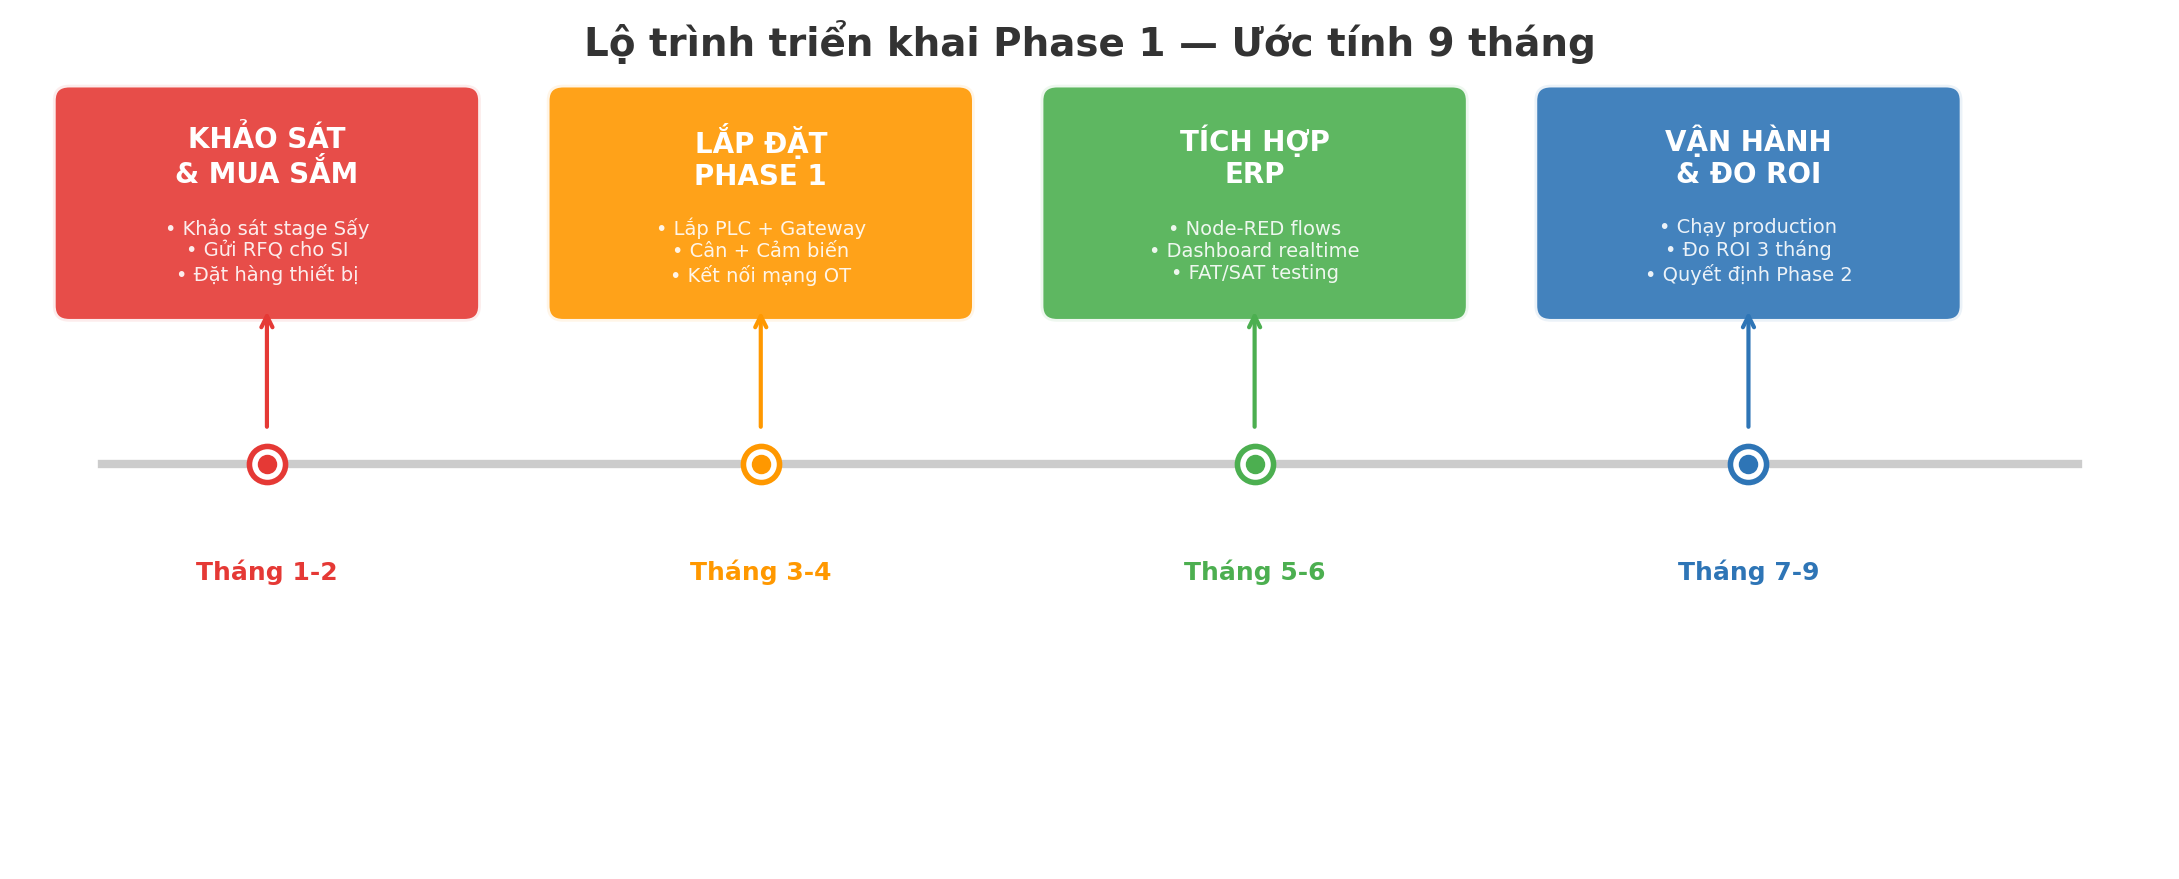 Lộ trình triển khai Phase 1 — Ước tính 9 tháng
KHẢO SÁT
& MUA SẮM
• Khảo sát stage Sấy
• Gửi RFQ cho SI
• Đặt hàng thiết bị
LẮP ĐẶT
PHASE 1
• Lắp PLC + Gateway
• Cân + Cảm biến
• Kết nối mạng OT
TÍCH HỢP
ERP
• Node-RED flows
• Dashboard realtime
• FAT/SAT testing
VẬN HÀNH
& ĐO ROI
• Chạy production
• Đo ROI 3 tháng
• Quyết định Phase 2
Tháng 1-2
Tháng 3-4
Tháng 5-6
Tháng 7-9